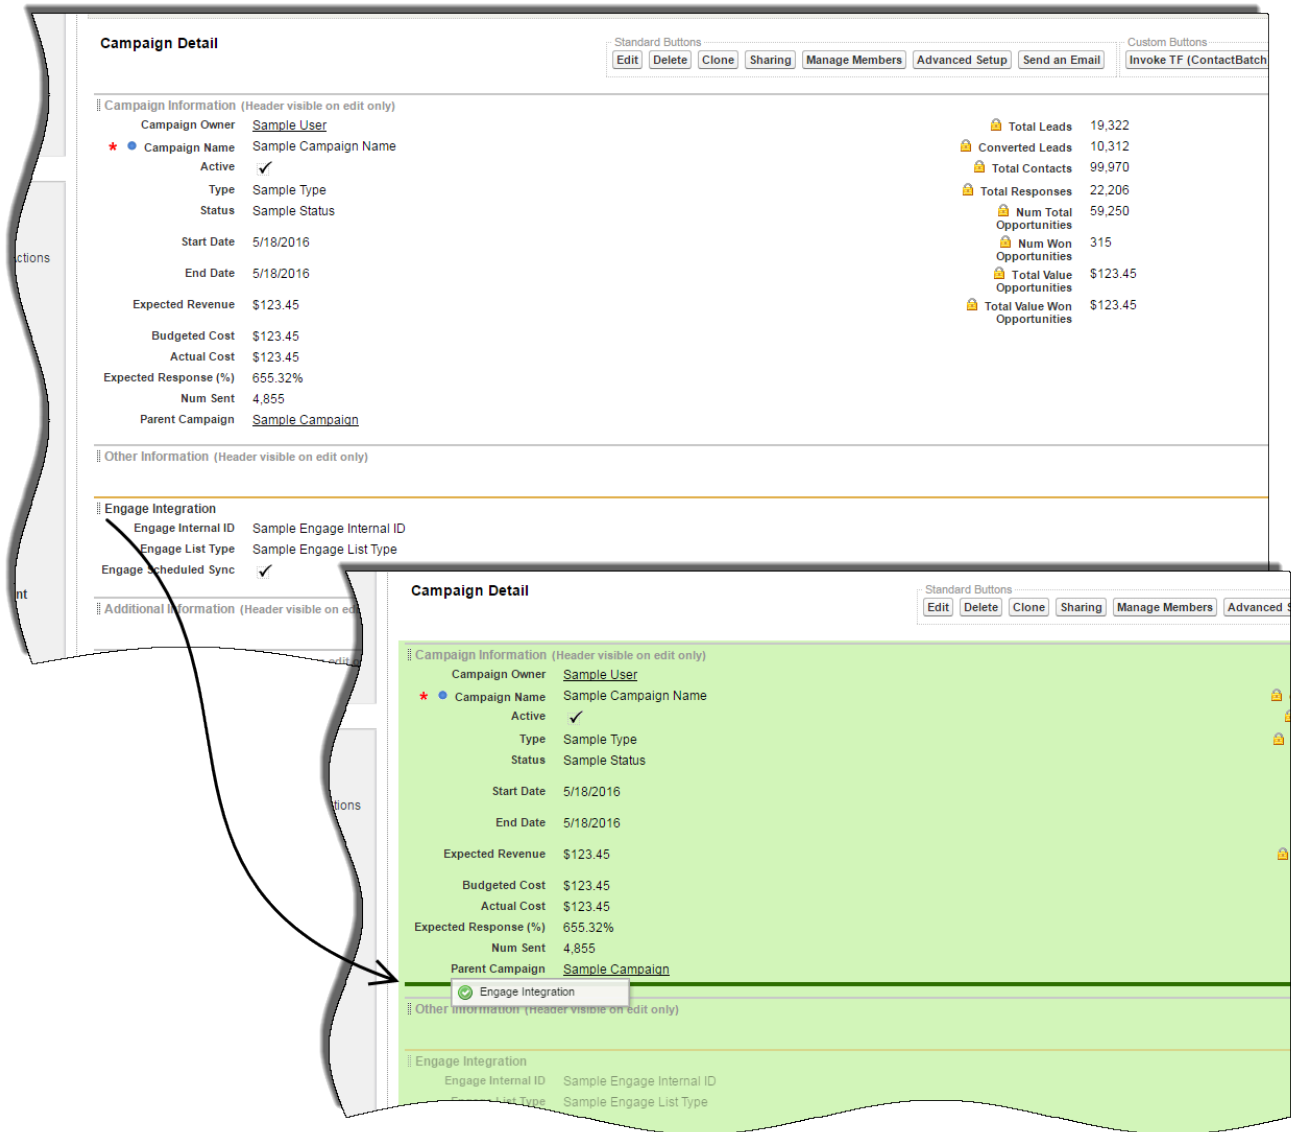 Campaign Detail
Standard Buttons
Custom Buttons
Edit Delete Clone Sharing Manage Members Advanced Setup Send an Email Invoke TF (ContactBatch
Campaign Information (Header visible on edit only)
Campaign Owner Sample User
* Campaign Name Sample Campaign Name
Active
Type Sample Type
Status Sample Status
Start Date 5/18/2016
End Date 5/18/2016
Expected Revenue $123.45
Budgeted Cost $123.45
Actual Cost $123.45
Expected Response (%) 655.32%
Num Sent 4,855
Parent Campaign Sample Campaign
Total Leads 19,322
Converted Leads 10,312
Total Contacts 99,970
Total Responses 22,206
Num Total 59,250
Opportunities
Num Won 315
Opportunities
Total Value $123.45
Opportunities
Total Value Won $123.45
Opportunities
ctions
nt
Other Information (Header visible on edit only)
Engage Integration
Engage Internal ID Sample Engage Internal ID
Engage List Type Sample Engage List Type
Engage Scheduled Sync
Additional Information (Header visible on ed
edit o
Campaign Detail
Standard Buttons
Edit Delete Clone Sharing Manage Members Advanced S
Campaign Information (Header visible on edit only)
Campaign Owner Sample User
* Campaign Name Sample Campaign Name
Active
Type Sample Type
Status Sample Status
Start Date 5/18/2016
tions
End Date 5/18/2016
Expected Revenue $123.45
Budgeted Cost $123.45
Actual Cost $123.45
Expected Response (%) 655.32%
Num Sent 4,855
Parent Campaign Sample Campaign
Engage Integration
Other Information (Header visible on edit only)
Engage Integration
Engage Internal ID Sample Engage Internal ID
Engage List Type Sample Engage List Type